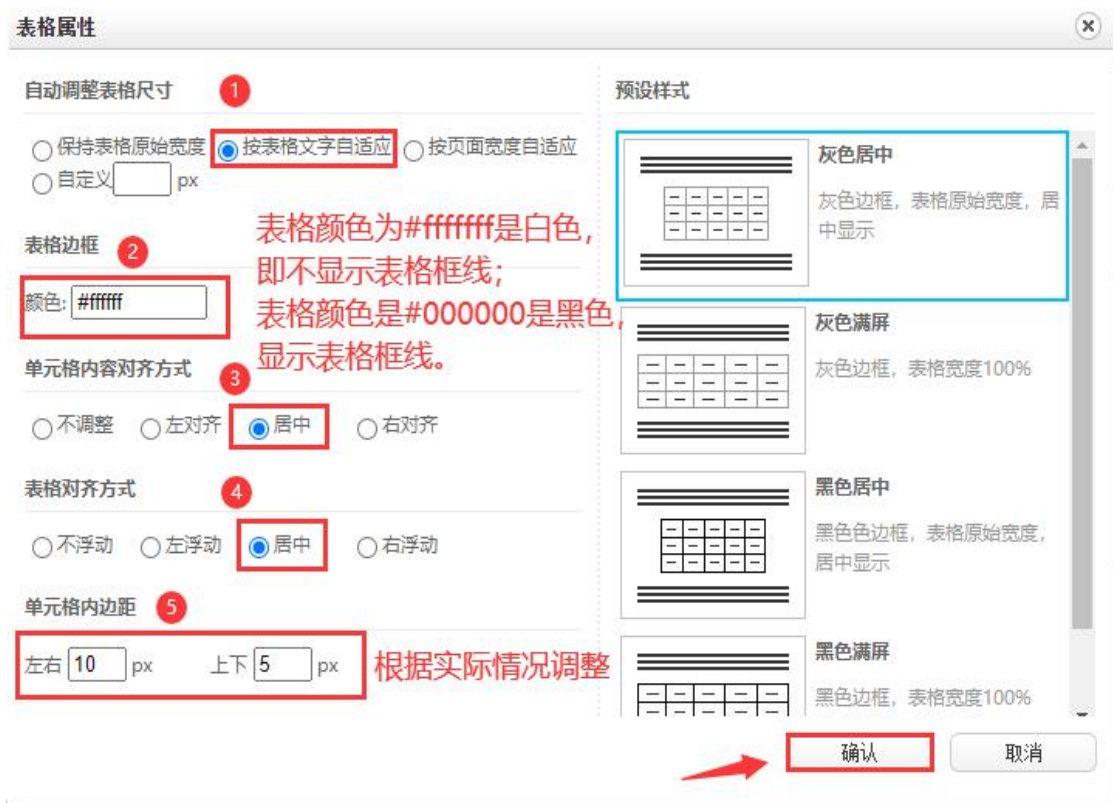 表格属性
自动调整表格尺寸 1
保持表格原始宽度 按表格文字自适应 按页面宽度自适应
自定义 px
表格边框 2
颜色: #ffffff
表格颜色为#fffffff是白色，
即不显示表格框线；
表格颜色是#000000是黑色，
显示表格框线。
单元格内容对齐方式 3
不调整 左对齐 居中 右对齐
表格对齐方式 4
不浮动 左浮动 居中 右浮动
单元格内边距 5
左右 10 px 上下 5 px 根据实际情况调整
预设样式
灰色居中
灰色边框，表格原始宽度，居
中显示
灰色满屏
灰色边框，表格宽度100%
黑色居中
黑色色边框，表格原始宽度，
居中显示
黑色满屏
黑色边框，表格宽度100%
确认 取消